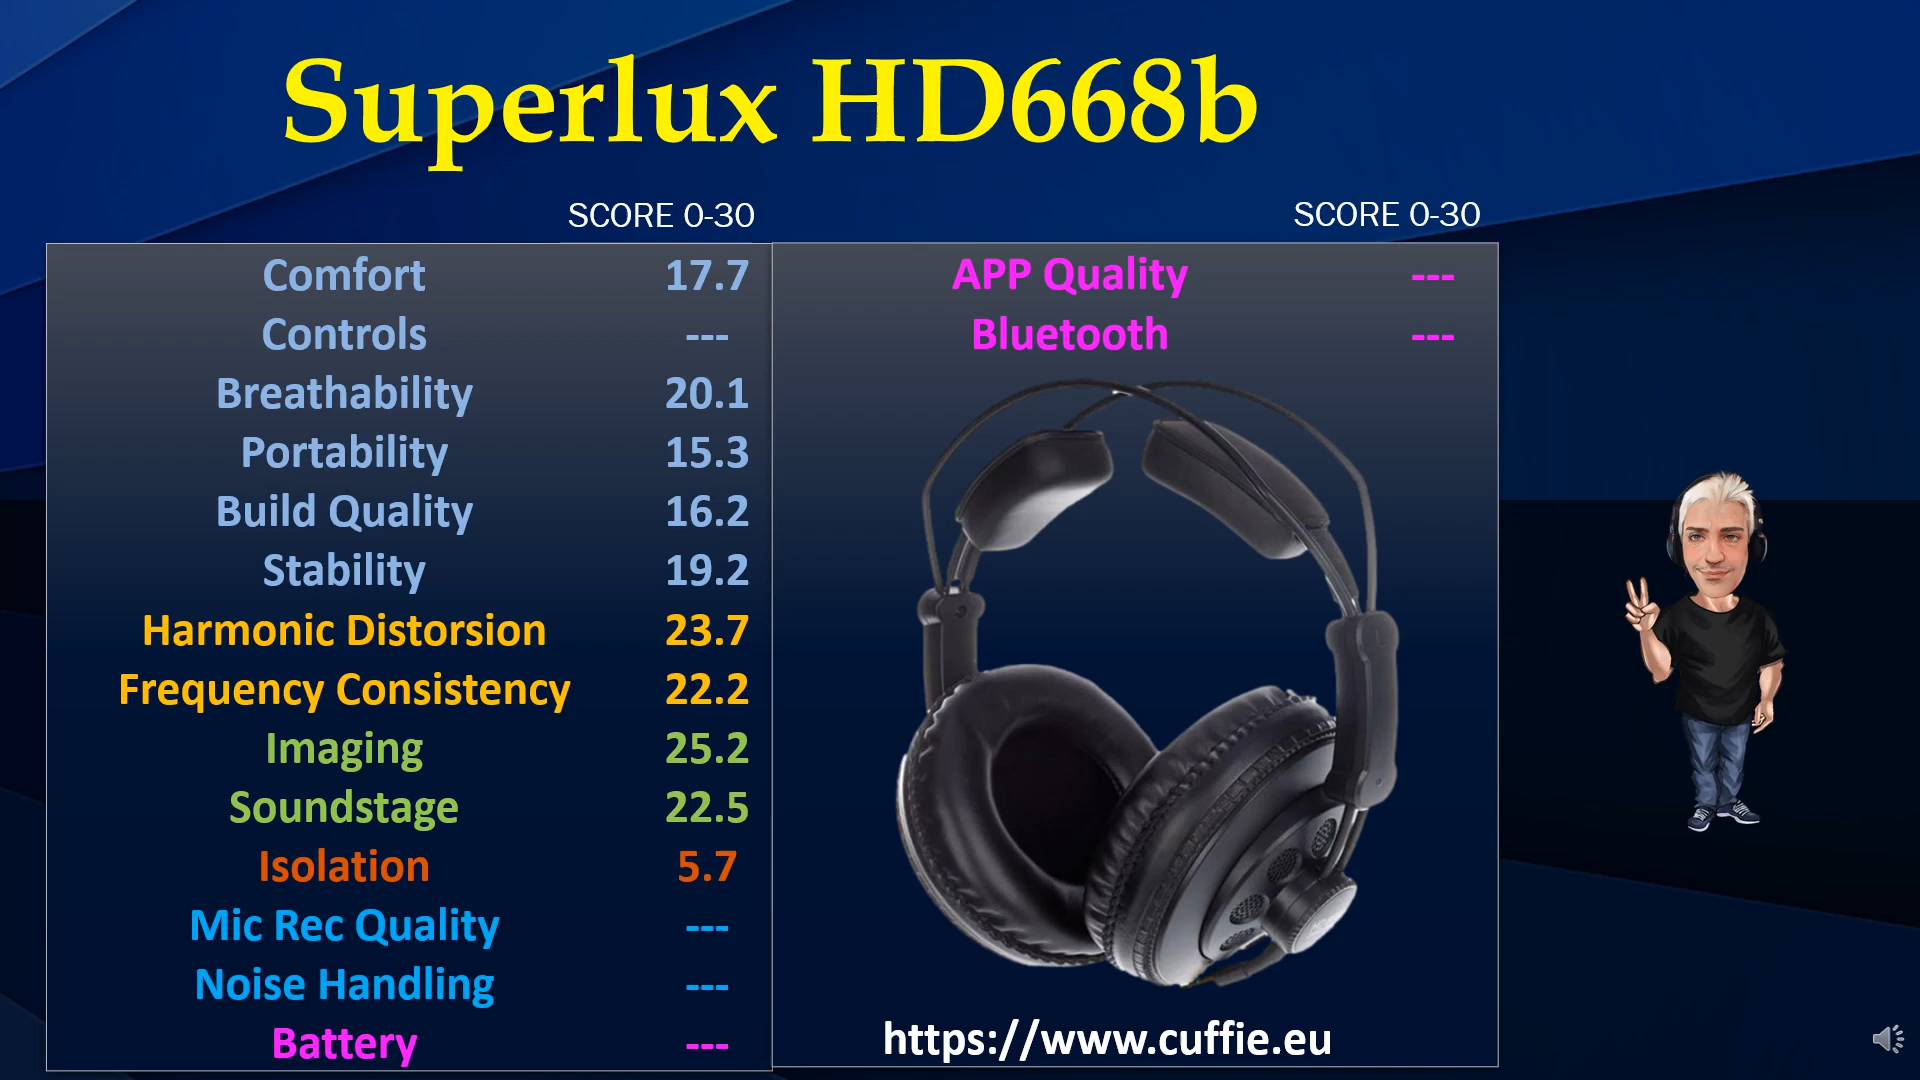 Superlux HD668b
SCORE 0-30
Comfort 17.7
Controls ---
Breathability 20.1
Portability 15.3
Build Quality 16.2
Stability 19.2
Harmonic Distorsion 23.7
Frequency Consistency 22.2
Imaging 25.2
Soundstage 22.5
Isolation 5.7
Mic Rec Quality ---
Noise Handling ---
Battery ---
SCORE 0-30
APP Quality ---
Bluetooth ---
https://www.cuffie.eu